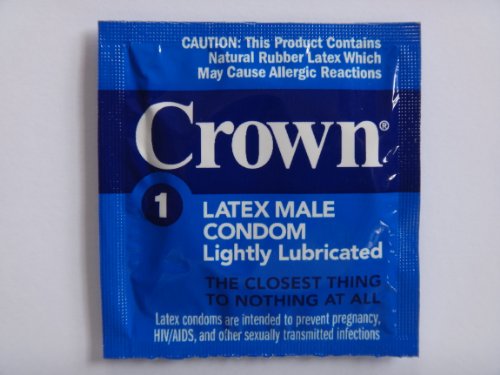 CAUTION: This Product Contains
Natural Rubber Latex Which
May Cause Allergic Reactions
Crown®
1
LATEX MALE
CONDOM
Lightly Lubricated
THE CLOSEST THING
TO NOTHING AT ALL
Latex condoms are intended to prevent pregnancy,
HIV/AIDS, and other sexually transmitted infections